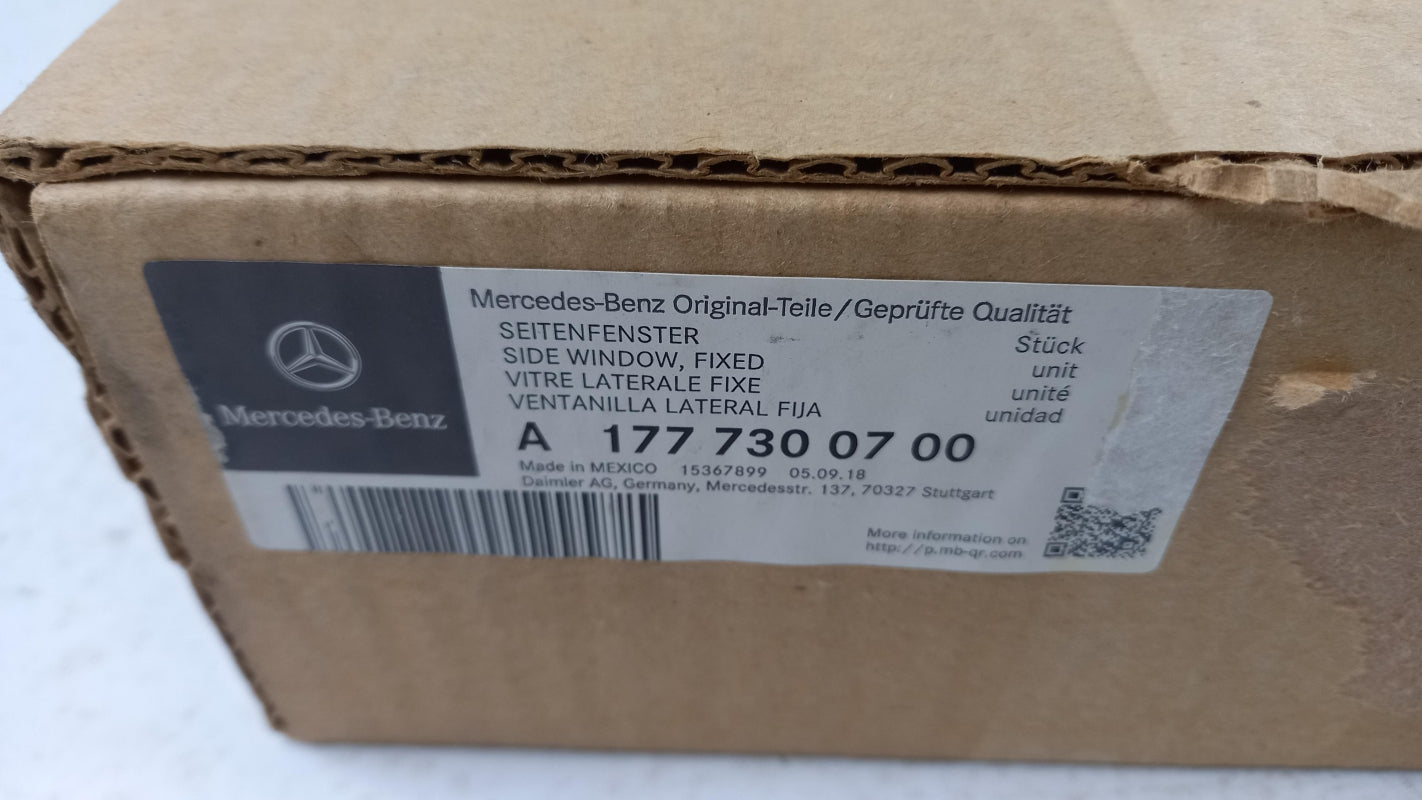 Mercedes-Benz
Mercedes-Benz Original-Teile/Geprüfte Qualität
SEITENFENSTER Stück
SIDE WINDOW, FIXED unit
VITRE LATERALE FIXE unité
VENTANILLA LATERAL FIJA unidad
A 177 730 07 00
Made in MEXICO 15367899 05.09.18
Daimler AG, Germany, Mercedesstr. 137, 70327 Stuttgart
More information on
http://p.mb-qr.com